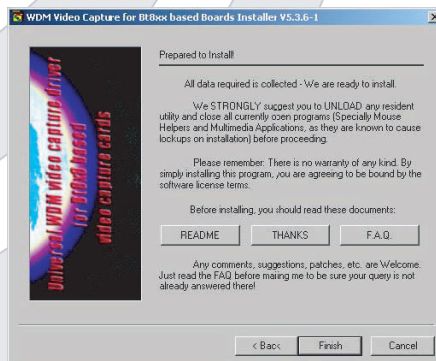 WDM Video Capture for Bt8xx based Boards Installer V5.3.6-1
Universal WDM video capture driver
for Bt8x8 based
video capture cards
Prepared to Install!
All data required is collected - We are ready to install.
We STRONGLY suggest you to UNLOAD any resident
utility and close all currently open programs (Specially Mouse
Helpers and Multimedia Applications, as they are known to cause
lockups on installation) before proceeding.
Please remember: There is no warranty of any kind. By
simply installing this program, you are agreeing to be bound by the
software license terms.
Before installing, you should read these documents:
README THANKS F.A.Q.
Any comments, suggestions, patches, etc. are Welcome.
Just read the FAQ before mailing me to be sure your query is not
already answered there!
< Back Finish Cancel